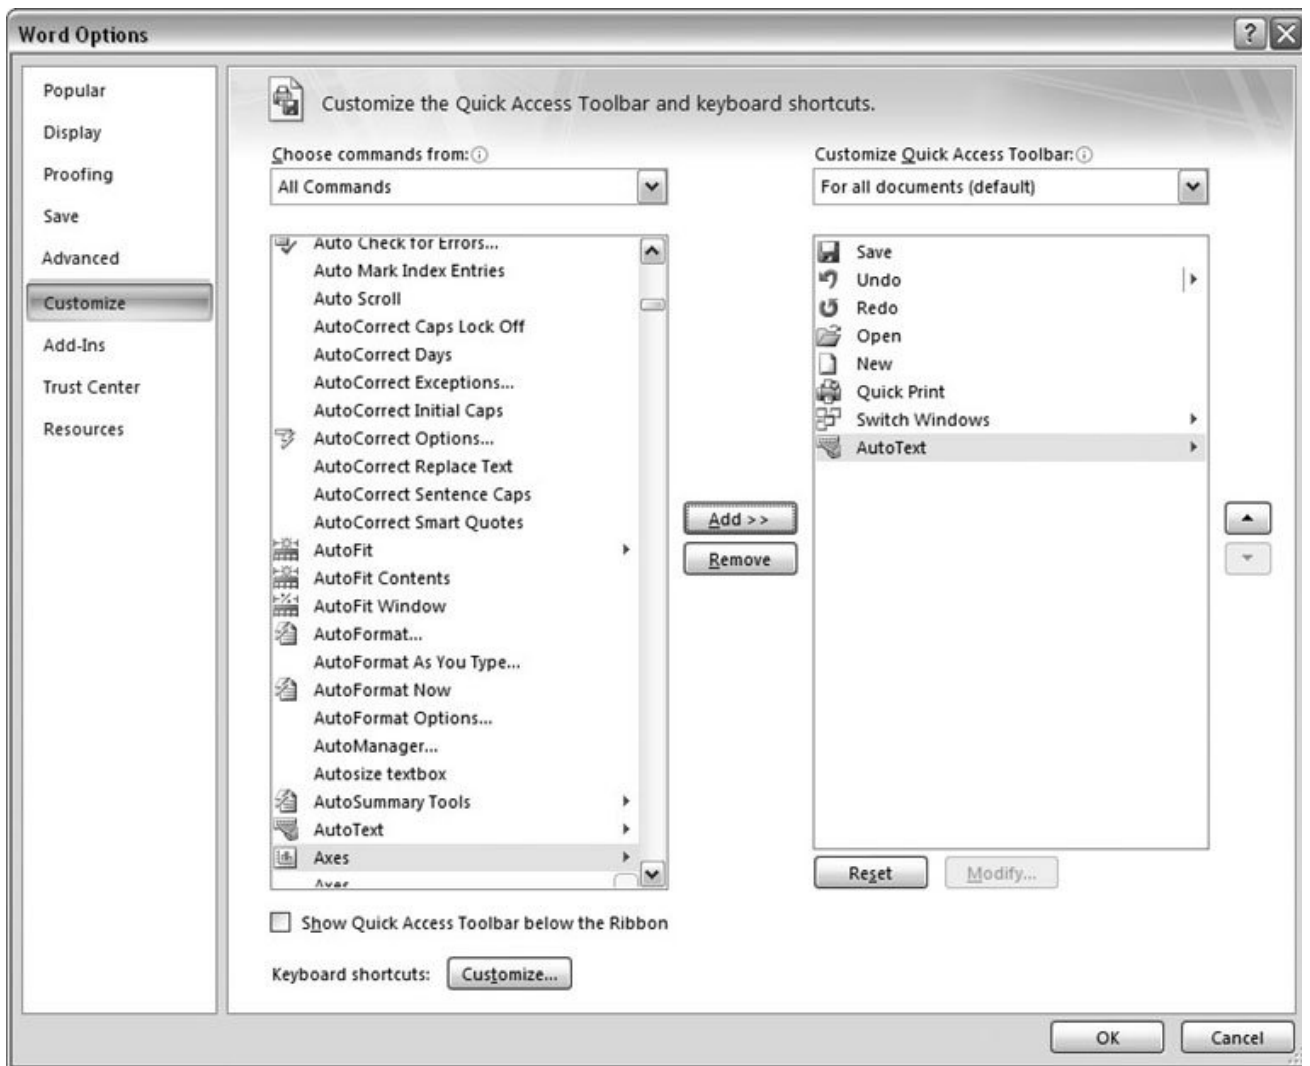 Word Options
Popular
Display
Proofing
Save
Advanced
Customize
Add-Ins
Trust Center
Resources
Customize the Quick Access Toolbar and keyboard shortcuts.
Choose commands from:
All Commands
Auto Check for Errors...
Auto Mark Index Entries
Auto Scroll
AutoCorrect Caps Lock Off
AutoCorrect Days
AutoCorrect Exceptions...
AutoCorrect Initial Caps
AutoCorrect Options...
AutoCorrect Replace Text
AutoCorrect Sentence Caps
AutoCorrect Smart Quotes
AutoFit
AutoFit Contents
AutoFit Window
AutoFormat...
AutoFormat As You Type...
AutoFormat Now
AutoFormat Options...
AutoManager...
Autosize textbox
AutoSummary Tools
AutoText
Axes
Show Quick Access Toolbar below the Ribbon
Keyboard shortcuts: Customize...
Add >>
Remove
Customize Quick Access Toolbar:
For all documents (default)
Save
Undo
Redo
Open
New
Quick Print
Switch Windows
AutoText
Reset Modify...
OK Cancel